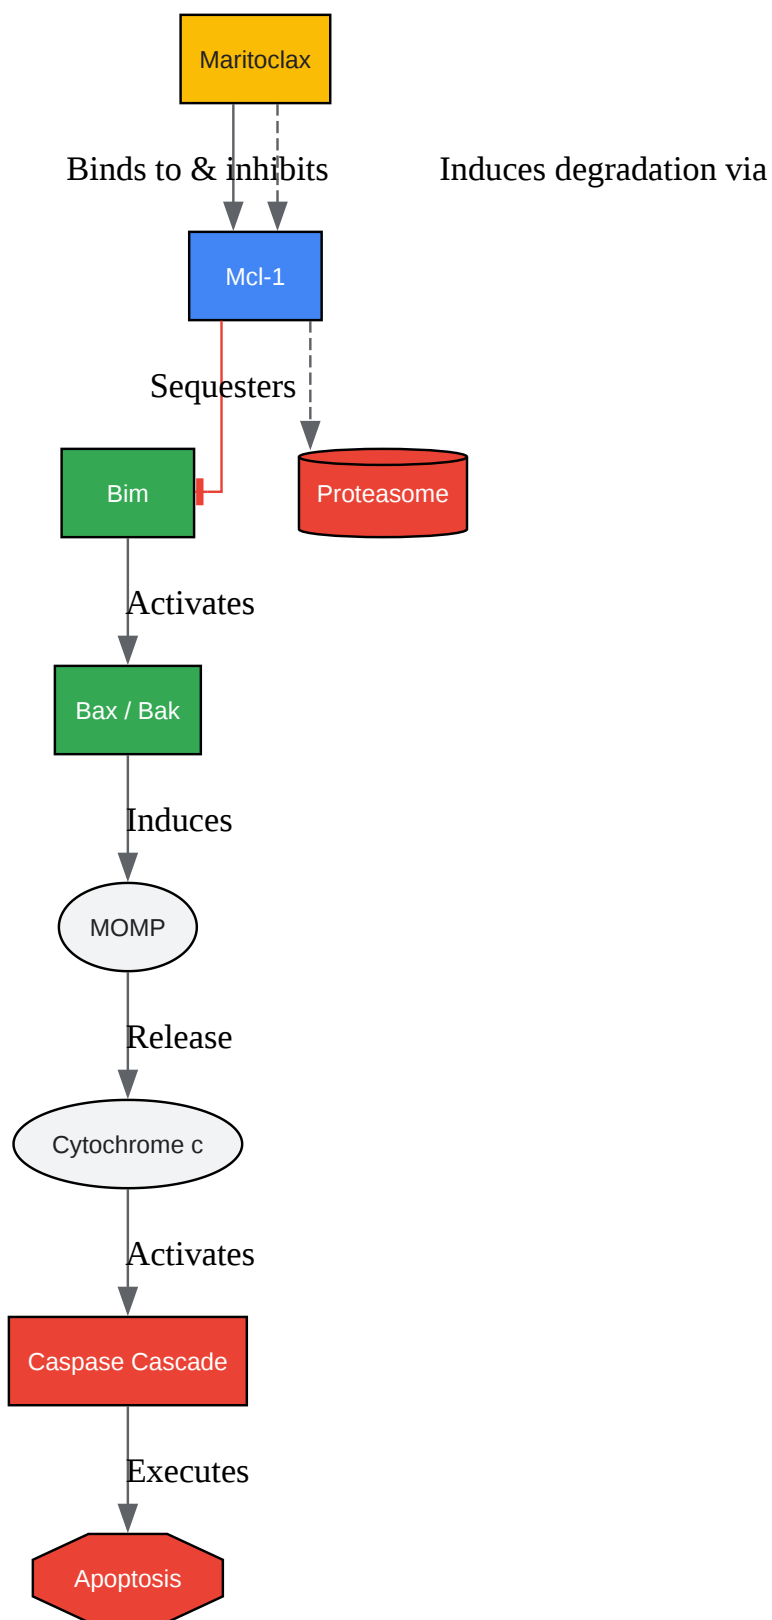 Maritoclax
Binds to & inhibits
Induces degradation via
Mcl-1
Sequesters
Bim
Proteasome
Activates
Bax / Bak
Induces
MOMP
Release
Cytochrome c
Activates
Caspase Cascade
Executes
Apoptosis